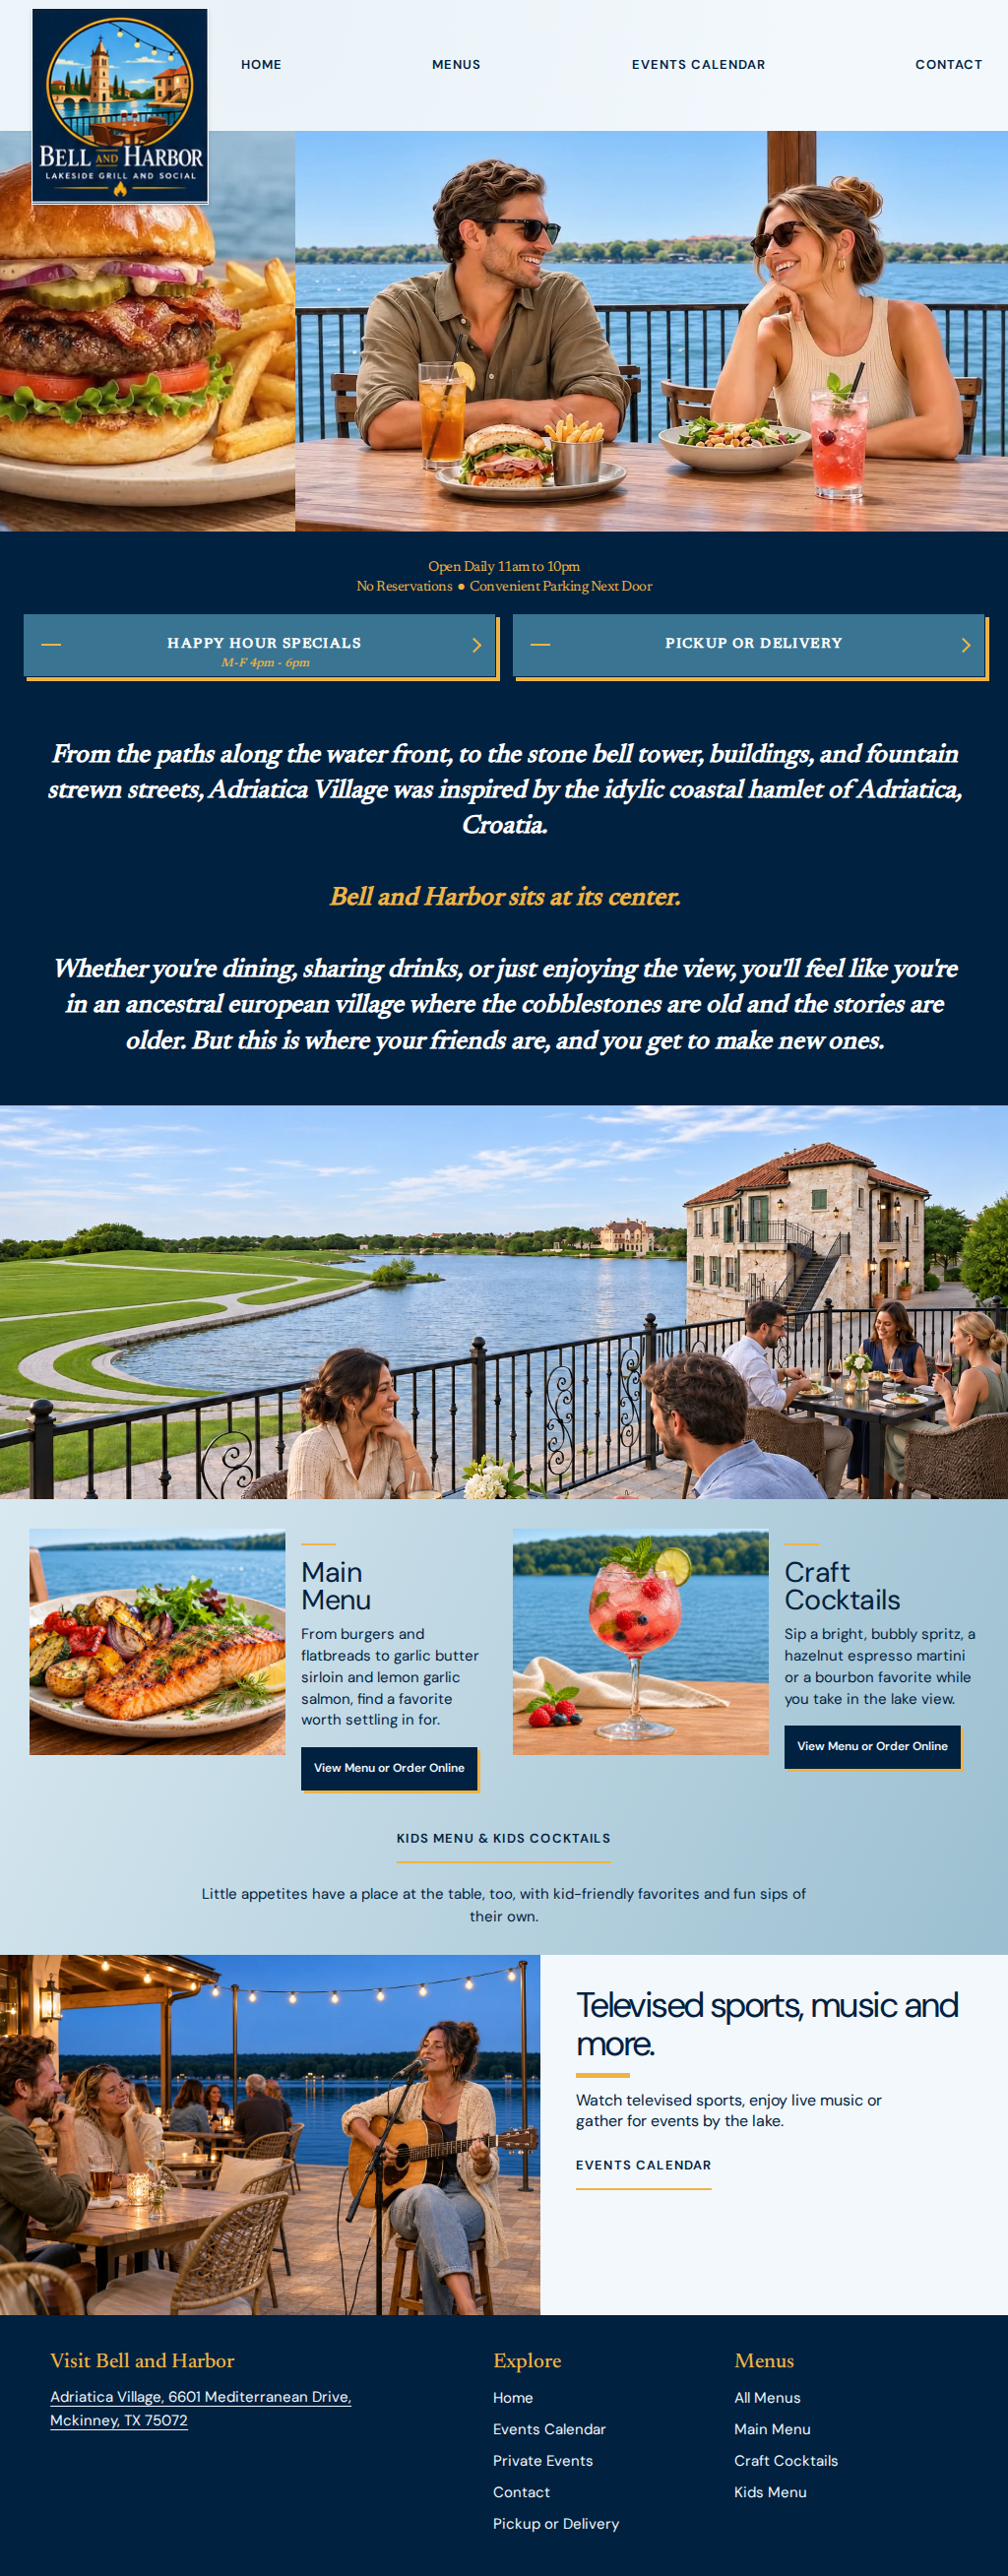 HOME MENUS EVENTS CALENDAR CONTACT
BELL AND HARBOR
LAKESIDE GRILL AND SOCIAL
Open Daily 11am to 10pm
No Reservations ● Convenient Parking Next Door
HAPPY HOUR SPECIALS
M-F 4pm - 6pm
PICKUP OR DELIVERY
From the paths along the water front, to the stone bell tower, buildings, and fountain
strewn streets, Adriatica Village was inspired by the idylic coastal hamlet of Adriatica,
Croatia.
Bell and Harbor sits at its center.
Whether you're dining, sharing drinks, or just enjoying the view, you'll feel like you're
in an ancestral european village where the cobblestones are old and the stories are
older. But this is where your friends are, and you get to make new ones.
Main
Menu
From burgers and
flatbreads to garlic butter
sirloin and lemon garlic
salmon, find a favorite
worth settling in for.
View Menu or Order Online
Craft
Cocktails
Sip a bright, bubbly spritz, a
hazelnut espresso martini
or a bourbon favorite while
you take in the lake view.
View Menu or Order Online
KIDS MENU & KIDS COCKTAILS
Little appetites have a place at the table, too, with kid-friendly favorites and fun sips of
their own.
Televised sports, music and
more.
Watch televised sports, enjoy live music or
gather for events by the lake.
EVENTS CALENDAR
Visit Bell and Harbor
Adriatica Village, 6601 Mediterranean Drive,
Mckinney, TX 75072
Explore
Home
Events Calendar
Private Events
Contact
Pickup or Delivery
Menus
All Menus
Main Menu
Craft Cocktails
Kids Menu